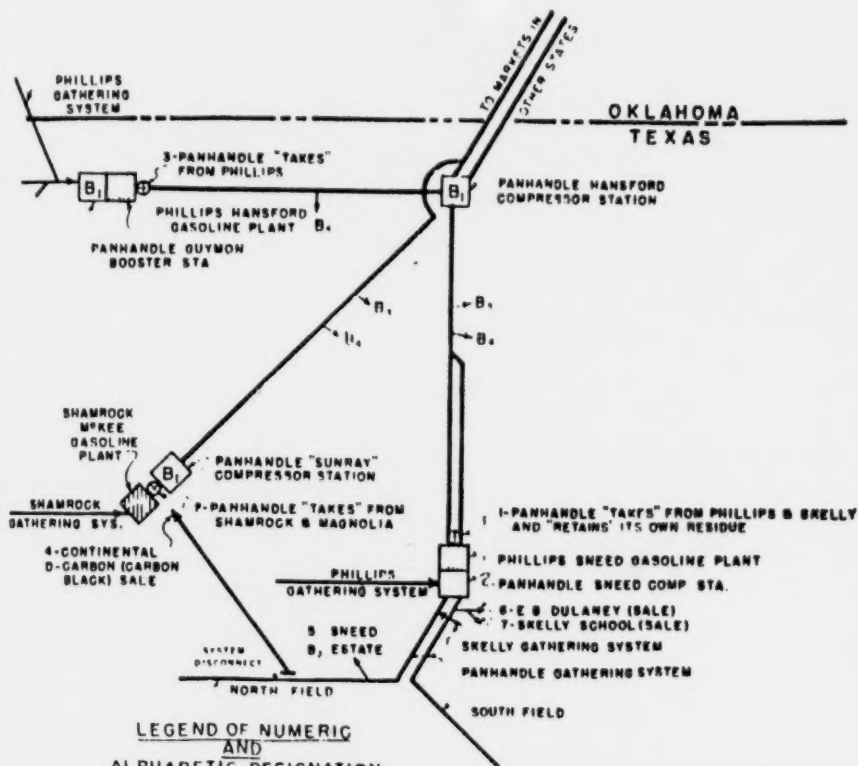 TO MARKETS IN
OTHER STATES
PHILLIPS
GATHERING
SYSTEM
OKLAHOMA
TEXAS
3-PANHANDLE "TAKES"
FROM PHILLIPS
B₁
B₁
PANHANDLE HANSFORD
COMPRESSOR STATION
PHILLIPS HANSFORD
GASOLINE PLANT
B₄
PANHANDLE GUYMON
BOOSTER STA
B₄
SHAMROCK
McKEE
GASOLINE
PLANT
B₁
PANHANDLE "SUNRAY"
COMPRESSOR STATION
SHAMROCK
GATHERING SYS.
PANHANDLE "TAKES" FROM
SHAMROCK & MAGNOLIA
4-CONTINENTAL
D-CARBON (CARBON
BLACK) SALE
1-PANHANDLE "TAKES" FROM PHILLIPS & SKELLY
AND "RETAINS" ITS OWN RESIDUE
PHILLIPS SNEED GASOLINE PLANT
PANHANDLE SNEED COMP STA.
PHILLIPS
GATHERING SYSTEM
6-E B DULANEY (SALE)
7-SKELLY SCHOOL (SALE)
5 SNEED
ESTATE
SKELLY GATHERING SYSTEM
PANHANDLE GATHERING SYSTEM
SYSTEM
DISCONNECT
NORTH FIELD
SOUTH FIELD
LEGEND OF NUMERIC
AND
ALPHABETIC DESIGNATION